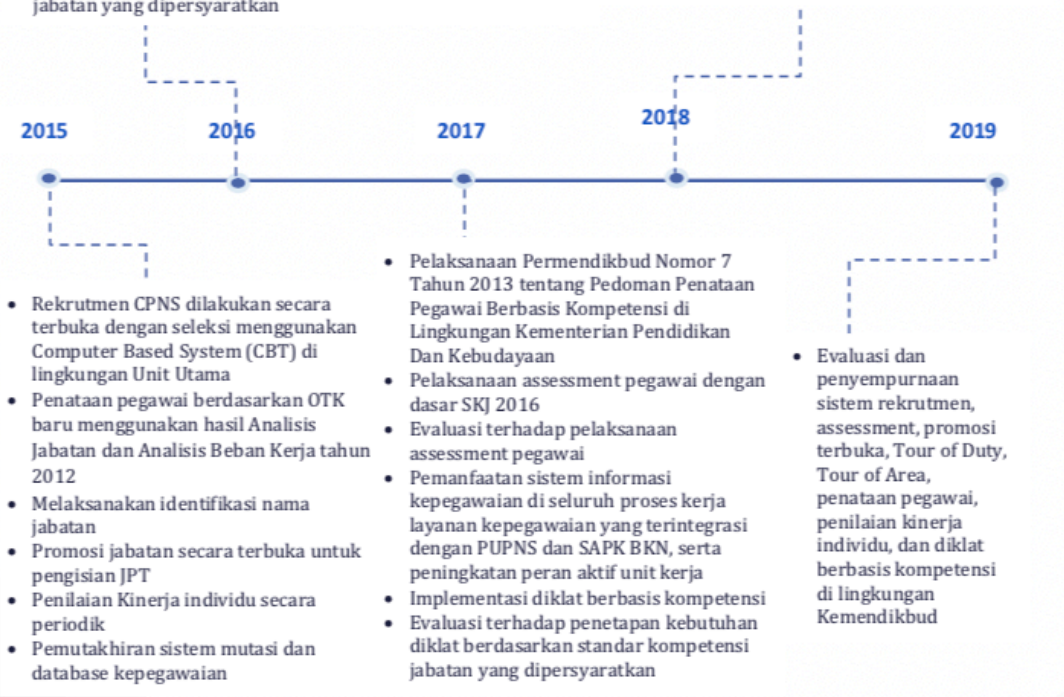 jabatan yang dipersyaratkan
2015
2016
2017
2018
2019
• Rekrutmen CPNS dilakukan secara
terbuka dengan seleksi menggunakan
Computer Based System (CBT) di
lingkungan Unit Utama
• Penataan pegawai berdasarkan OTK
baru menggunakan hasil Analisis
Jabatan dan Analisis Beban Kerja tahun
2012
• Melaksanakan identifikasi nama
jabatan
• Promosi jabatan secara terbuka untuk
pengisian JPT
• Penilaian Kinerja individu secara
periodik
• Pemutakhiran sistem mutasi dan
database kepegawaian
• Pelaksanaan Permendikbud Nomor 7
Tahun 2013 tentang Pedoman Penataan
Pegawai Berbasis Kompetensi di
Lingkungan Kementerian Pendidikan
Dan Kebudayaan
• Pelaksanaan assessment pegawai dengan
dasar SKJ 2016
• Evaluasi terhadap pelaksanaan
assessment pegawai
• Pemanfaatan sistem informasi
kepegawaian di seluruh proses kerja
layanan kepegawaian yang terintegrasi
dengan PUPNS dan SAPK BKN, serta
peningkatan peran aktif unit kerja
• Implementasi diklat berbasis kompetensi
• Evaluasi terhadap penetapan kebutuhan
diklat berdasarkan standar kompetensi
jabatan yang dipersyaratkan
• Evaluasi dan
penyempurnaan
sistem rekrutmen,
assessment, promosi
terbuka, Tour of Duty,
Tour of Area,
penataan pegawai,
penilaian kinerja
individu, dan diklat
berbasis kompetensi
di lingkungan
Kemendikbud